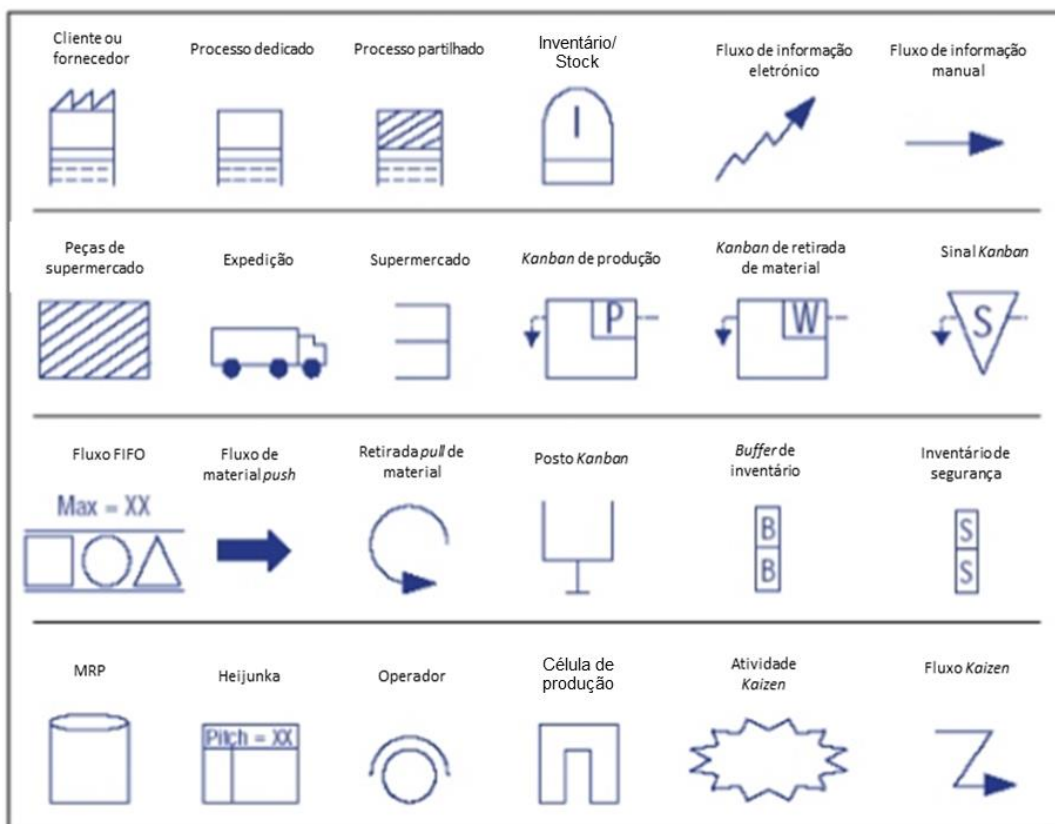 Cliente ou
fornecedor
Processo dedicado
Processo partilhado
Inventário/
Stock
Fluxo de informação
eletrónico
Fluxo de informação
manual
I
Peças de
supermercado
Expedição
Supermercado
Kanban de produção
Kanban de retirada
de material
Sinal Kanban
P
W
S
Fluxo FIFO
Fluxo de
material push
Retirada pull de
material
Posto Kanban
Buffer de
inventário
Inventário de
segurança
Max = XX
B
B
S
S
MRP
Heijunka
Operador
Célula de
produção
Atividade
Kaizen
Fluxo Kaizen
Pitch = XX